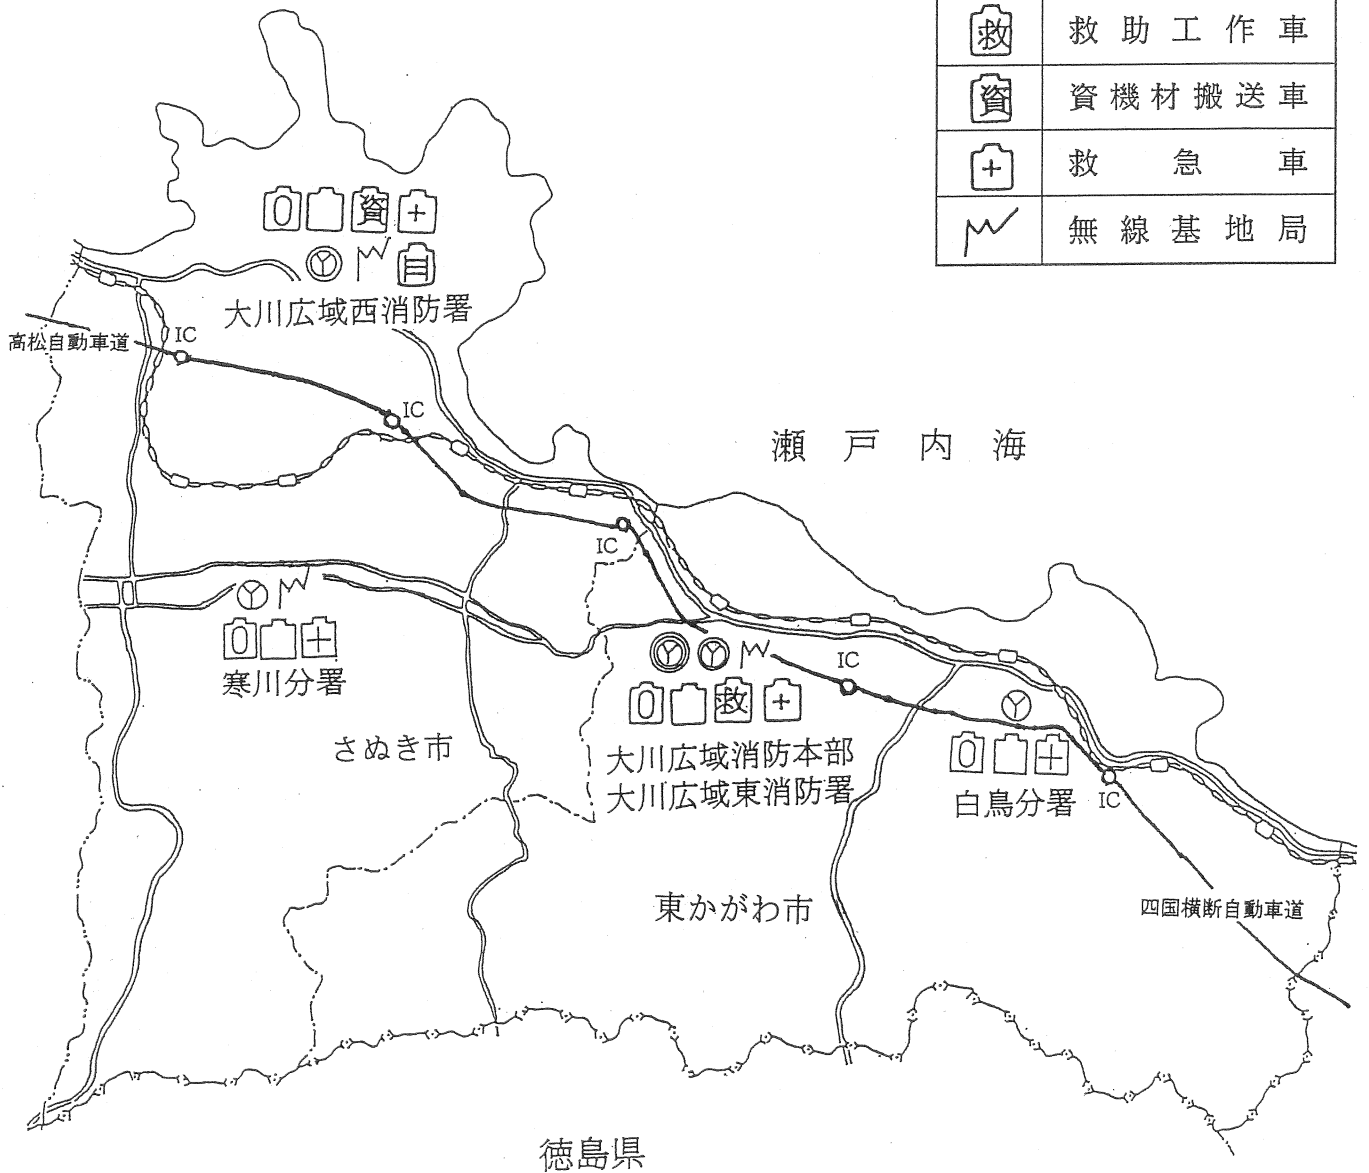 救 救助工作車
資 資機材搬送車
救急車
無線基地局
資
大川広域西消防署
高松自動車道
IC
IC
瀬戸内海
IC
寒川分署
IC
救
さぬき市
大川広域消防本部
大川広域東消防署
白鳥分署
IC
東かがわ市
四国横断自動車道
徳島県